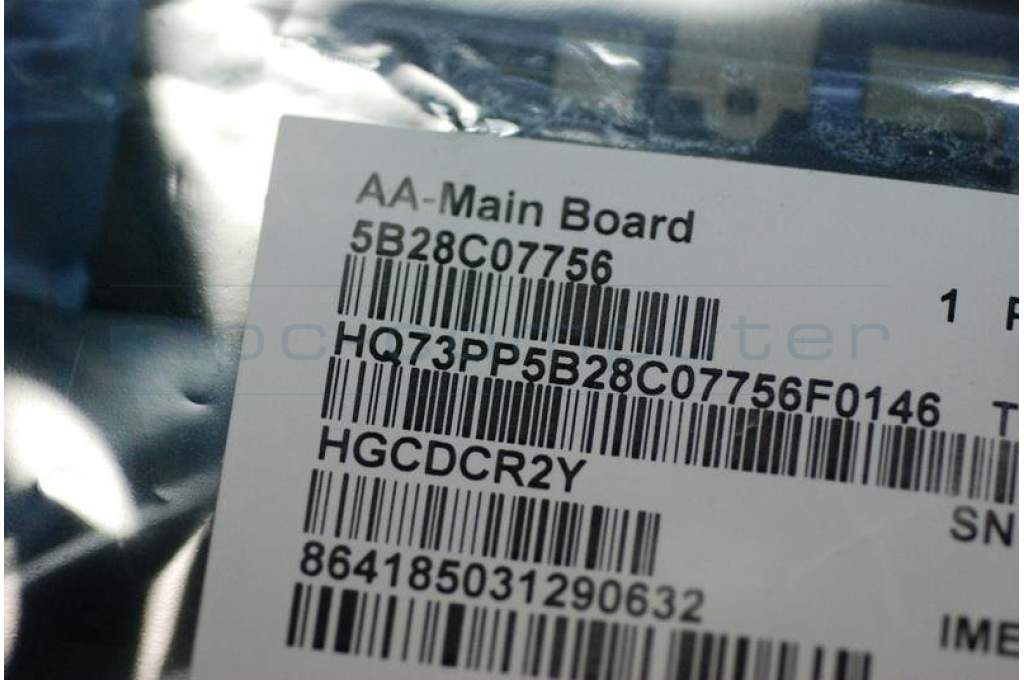 AA-Main Board
5B28C07756
1 P
HQ73PP5B28C07756F0146
T
HGCDCR2Y
SN
864185031290632
IME